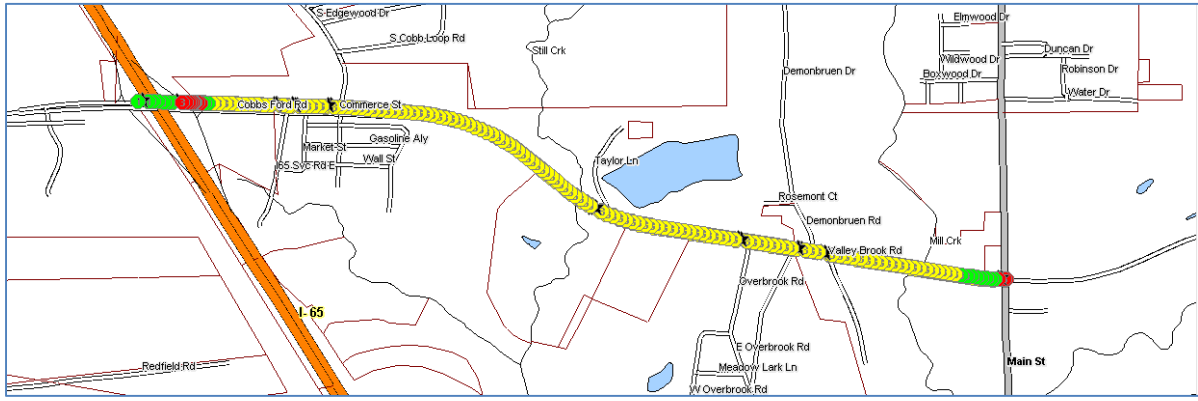 S Edgewood Dr
Elmwood Dr
S Cobb Loop Rd
Still Crk
Duncan Dr
Wildwood Dr
Demonbruen Dr
Robinson Dr
Boxwood Dr
Water Dr
Cobbs Ford Rd
Commerce St
Gasoline Aly
Market St
Wall St
Taylor Ln
65 Svc Rd E
Rosemont Ct
Demonbruen Rd
Mill Crk
Valley Brook Rd
Overbrook Rd
I- 65
E Overbrook Rd
Main St
Redfield Rd
Meadow Lark Ln
W Overbrook Rd